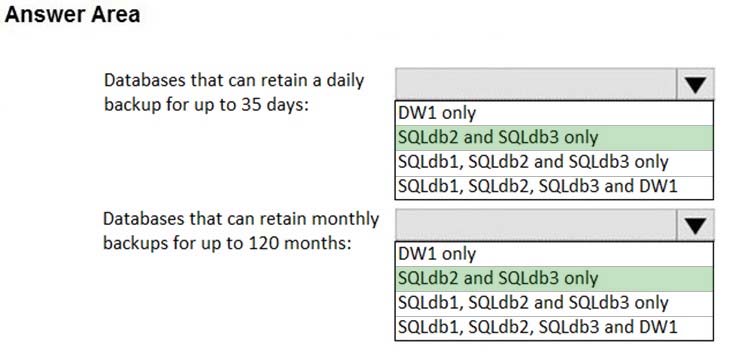 Answer Area
Databases that can retain a daily
backup for up to 35 days:
DW1 only
SQLdb2 and SQLdb3 only
SQLdb1, SQLdb2 and SQLdb3 only
SQLdb1, SQLdb2, SQLdb3 and DW1
Databases that can retain monthly
backups for up to 120 months:
DW1 only
SQLdb2 and SQLdb3 only
SQLdb1, SQLdb2 and SQLdb3 only
SQLdb1, SQLdb2, SQLdb3 and DW1